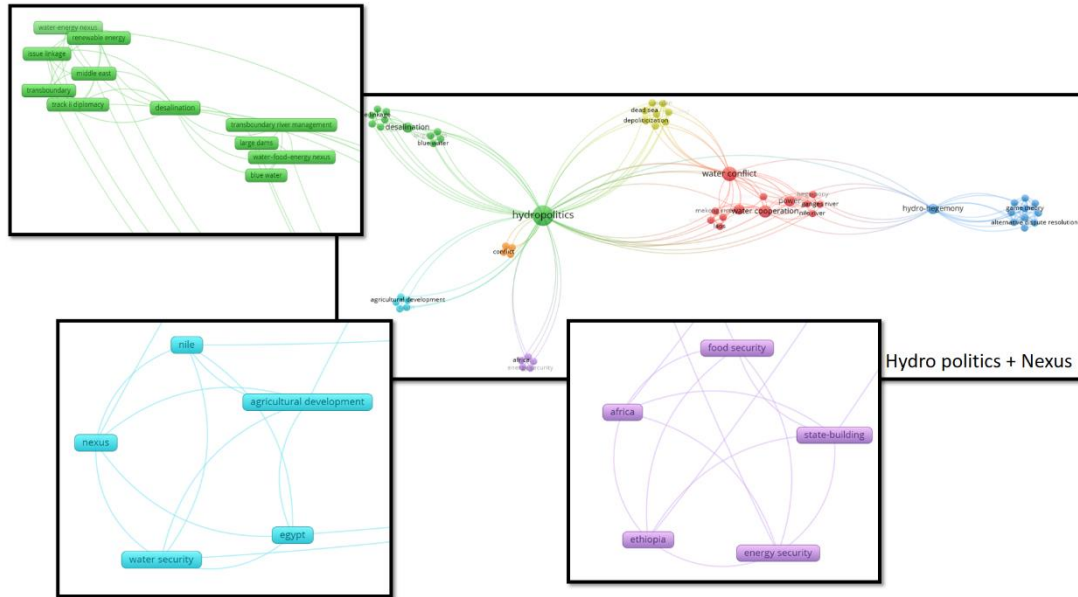 water-energy nexus
renewable energy
issue linkage
middle east
transboundary
track ii diplomacy
desalination
transboundary river management
large dams
water-food-energy nexus
blue water
desalination
blue water
dead sea
depoliticization
water conflict
hydropolitics
water cooperation
power
nile river
hydro-hegemony
game theory
alternative dispute resolution
conflict
agricultural development
africa
energy security
Hydro politics + Nexus
nile
agricultural development
nexus
egypt
water security
food security
africa
state-building
ethiopia
energy security